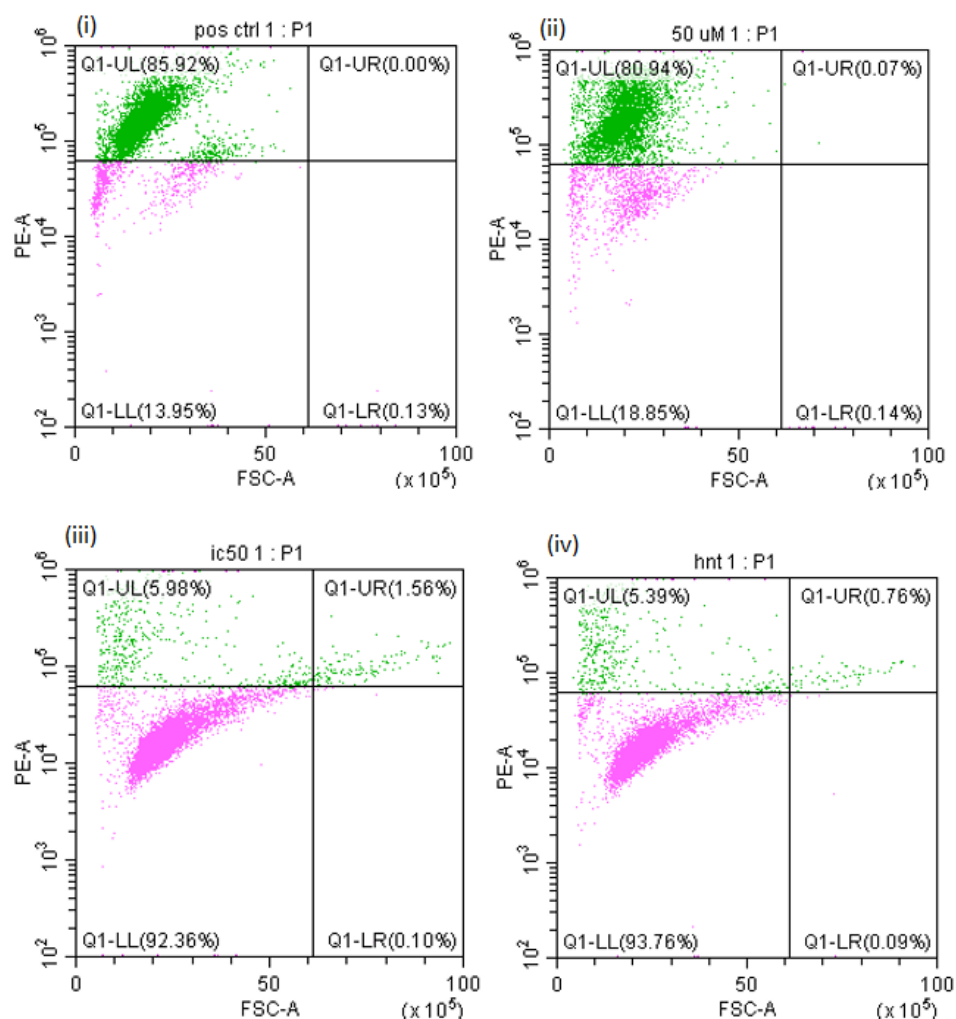 (i)
pos ctrl 1 : P1
Q1-UL(85.92%)
Q1-UR(0.00%)
Q1-LL(13.95%)
Q1-LR(0.13%)
PE-A
10^6
10^5
10^4
10^3
10^2
0
50
100
FSC-A
(x 10^5)
(ii)
50 uM 1 : P1
Q1-UL(80.94%)
Q1-UR(0.07%)
Q1-LL(18.85%)
Q1-LR(0.14%)
PE-A
10^6
10^5
10^4
10^3
10^2
0
50
100
FSC-A
(x 10^5)
(iii)
ic50 1 : P1
Q1-UL(5.98%)
Q1-UR(1.56%)
Q1-LL(92.36%)
Q1-LR(0.10%)
PE-A
10^6
10^5
10^4
10^3
10^2
0
50
100
FSC-A
(x 10^5)
(iv)
hnt 1 : P1
Q1-UL(5.39%)
Q1-UR(0.76%)
Q1-LL(93.76%)
Q1-LR(0.09%)
PE-A
10^6
10^5
10^4
10^3
10^2
0
50
100
FSC-A
(x 10^5)